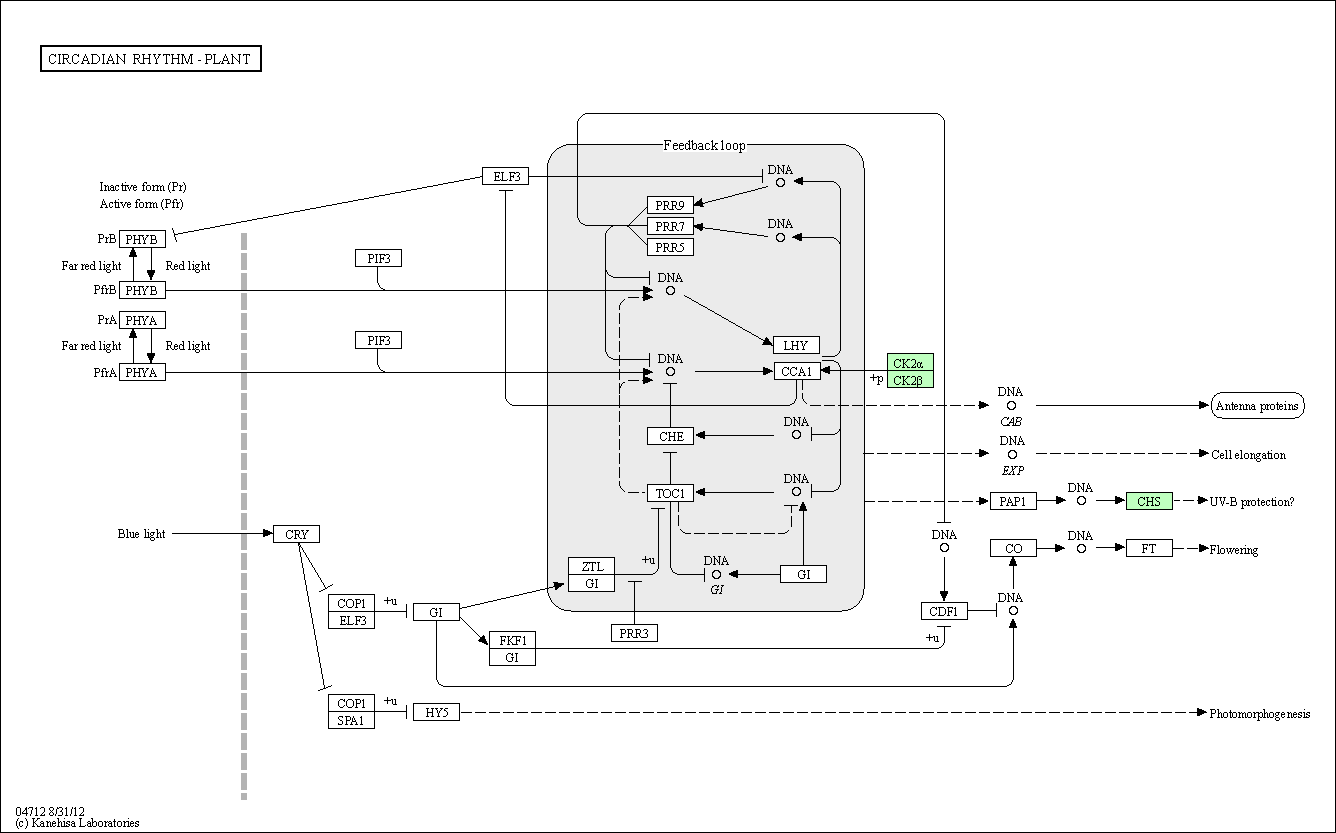 CIRCADIAN RHYTHM - PLANT
Feedback loop
DNA
ELF3
Inactive form (Pr)
Active form (Pfr)
PRR9
PRR7
PRR5
DNA
PrB PHYB
Far red light
Red light
PfrB PHYB
PIF3
DNA
PrA PHYA
Far red light
Red light
PfrA PHYA
PIF3
DNA
LHY
CCA1
+p
CK2α
CK2β
DNA
CAB
Antenna proteins
CHE
DNA
DNA
EXP
Cell elongation
TOC1
DNA
PAP1
DNA
CHS
UV-B protection?
Blue light
CRY
DNA
CO
DNA
FT
Flowering
ZTL
GI
+u
DNA
GI
GI
COP1
ELF3
+u
GI
CDF1
DNA
+u
PRR3
FKF1
GI
COP1
SPA1
+u
HY5
Photomorphogenesis
04712 8/31/12
(c) Kanehisa Laboratories